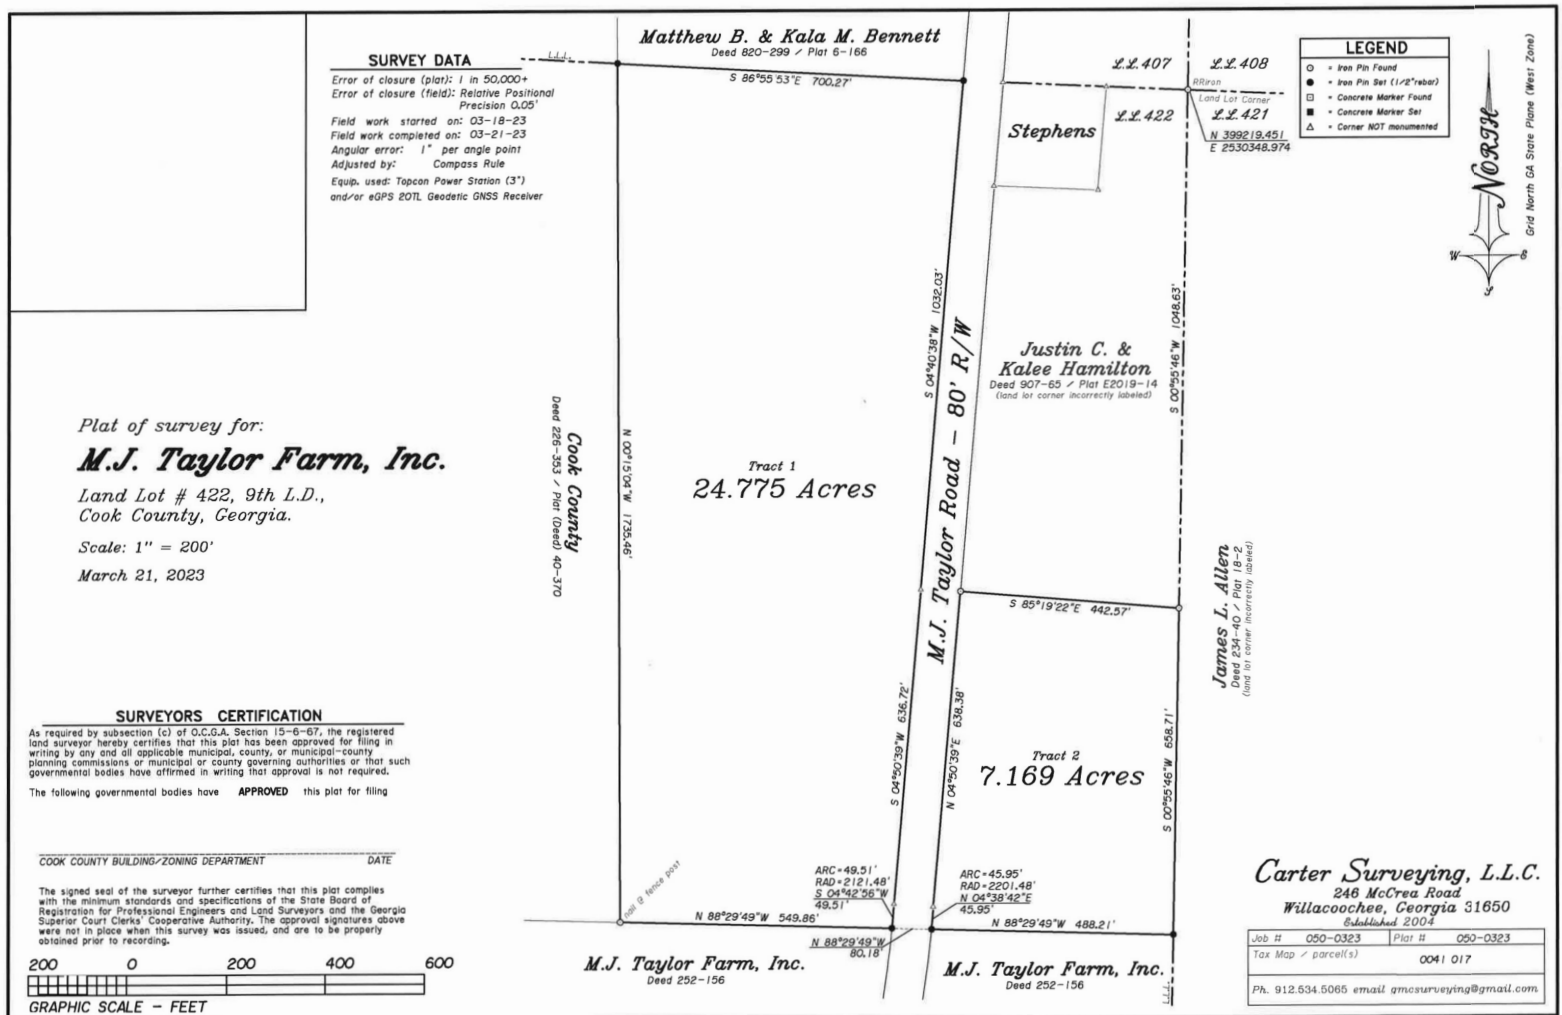 SURVEY DATA
Error of closure (plat): 1 in 50,000+
Error of closure (field): Relative Positional
Precision 0.05'
Field work started on: 03-18-23
Field work completed on: 03-21-23
Angular error: 1" per angle point
Adjusted by: Compass Rule
Equip. used: Topcon Power Station (3")
and/or eGPS 20TL Geodetic GNSS Receiver
L.L.L.
Matthew B. & Kala M. Bennett
Deed 820-299 / Plat 6-166
S 86°55'53"E 700.27'
L.L. 407
L.L. 408
RRiron
Land Lot Corner
L.L. 422
L.L. 421
N 399219.451
E 2530348.974
Stephens
LEGEND
= Iron Pin Found
= Iron Pin Set (1/2"rebar)
= Concrete Marker Found
= Concrete Marker Set
= Corner NOT monumented
NORTH
W
E
S
Grid North GA State Plane (West Zone)
Plat of survey for:
M.J. Taylor Farm, Inc.
Land Lot # 422, 9th L.D.,
Cook County, Georgia.
Scale: 1" = 200'
March 21, 2023
Cook County
Deed 226-353 / Plat (Deed) 40-370
N 00°15'04"W 1735.46'
Tract 1
24.775 Acres
S 04°40'38"W 1032.03'
M.J. Taylor Road - 80' R/W
Justin C. &
Kalee Hamilton
Deed 907-65 / Plat E2019-14
(land lot corner incorrectly labeled)
S 00°55'46"W 1048.63'
James L. Allen
Deed 234-40 / Plat 18-2
(land lot corner incorrectly labeled)
S 85°19'22"E 442.57'
S 04°50'39"W 636.72'
N 04°50'39"E 638.38'
Tract 2
7.169 Acres
S 00°55'46"W 658.71'
SURVEYORS CERTIFICATION
As required by subsection (c) of O.C.G.A. Section 15-6-67, the registered
land surveyor hereby certifies that this plat has been approved for filing in
writing by any and all applicable municipal, county, or municipal-county
planning commissions or municipal or county governing authorities or that such
governmental bodies have affirmed in writing that approval is not required.
The following governmental bodies have APPROVED this plat for filing
COOK COUNTY BUILDING/ZONING DEPARTMENT DATE
The signed seal of the surveyor further certifies that this plat complies
with the minimum standards and specifications of the State Board of
Registration for Professional Engineers and Land Surveyors and the Georgia
Superior Court Clerks' Cooperative Authority. The approval signatures above
were not in place when this survey was issued, and are to be properly
obtained prior to recording.
200 0 200 400 600
GRAPHIC SCALE - FEET
nail @ fence post
ARC=49.51'
RAD=2121.48'
S 04°42'56"W
49.51'
N 88°29'49"W 549.86'
N 88°29'49"W
80.18'
ARC=45.95'
RAD=2201.48'
N 04°38'42"E
45.95'
N 88°29'49"W 488.21'
M.J. Taylor Farm, Inc.
Deed 252-156
M.J. Taylor Farm, Inc.
Deed 252-156
L.L.L.
Carter Surveying, L.L.C.
246 McCrea Road
Willacoochee, Georgia 31650
Established 2004
Job # 050-0323 Plat # 050-0323
Tax Map / parcel(s) 0041 017
Ph. 912.534.5065 email gmcsurveying@gmail.com